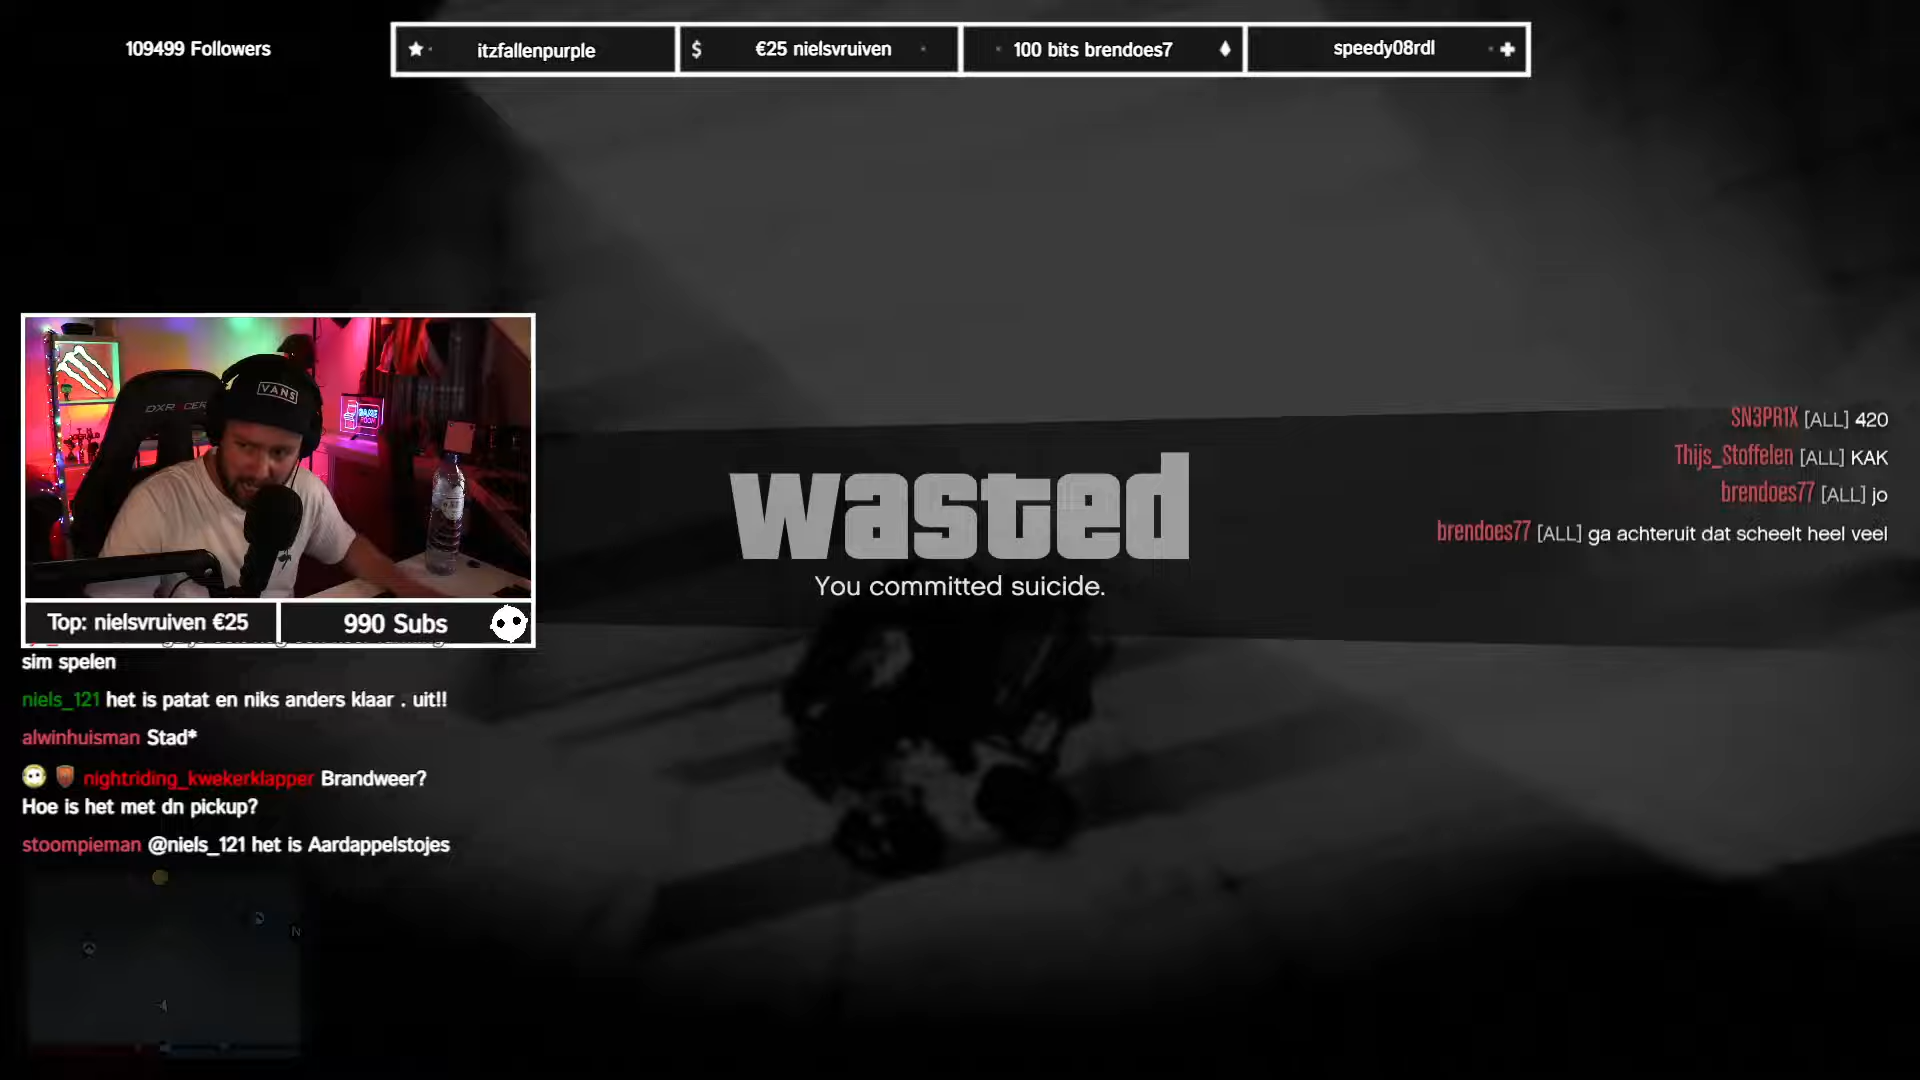 109499 Followers
itzfallenpurple
$ €25 nielsvruiven
100 bits brendoes7
speedy08rdl
VANS
DXRACER
SN3PR1X [ALL] 420
Thijs_Stoffelen [ALL] KAK
brendoes77 [ALL] jo
brendoes77 [ALL] ga achteruit dat scheelt heel veel
wasted
You committed suicide.
Top: nielsvruiven €25
990 Subs
sim spelen
niels_121 het is patat en niks anders klaar . uit!!
alwinhuisman Stad*
nightriding_kwekerklapper Brandweer?
Hoe is het met dn pickup?
stoompieman @niels_121 het is Aardappelstojes
N